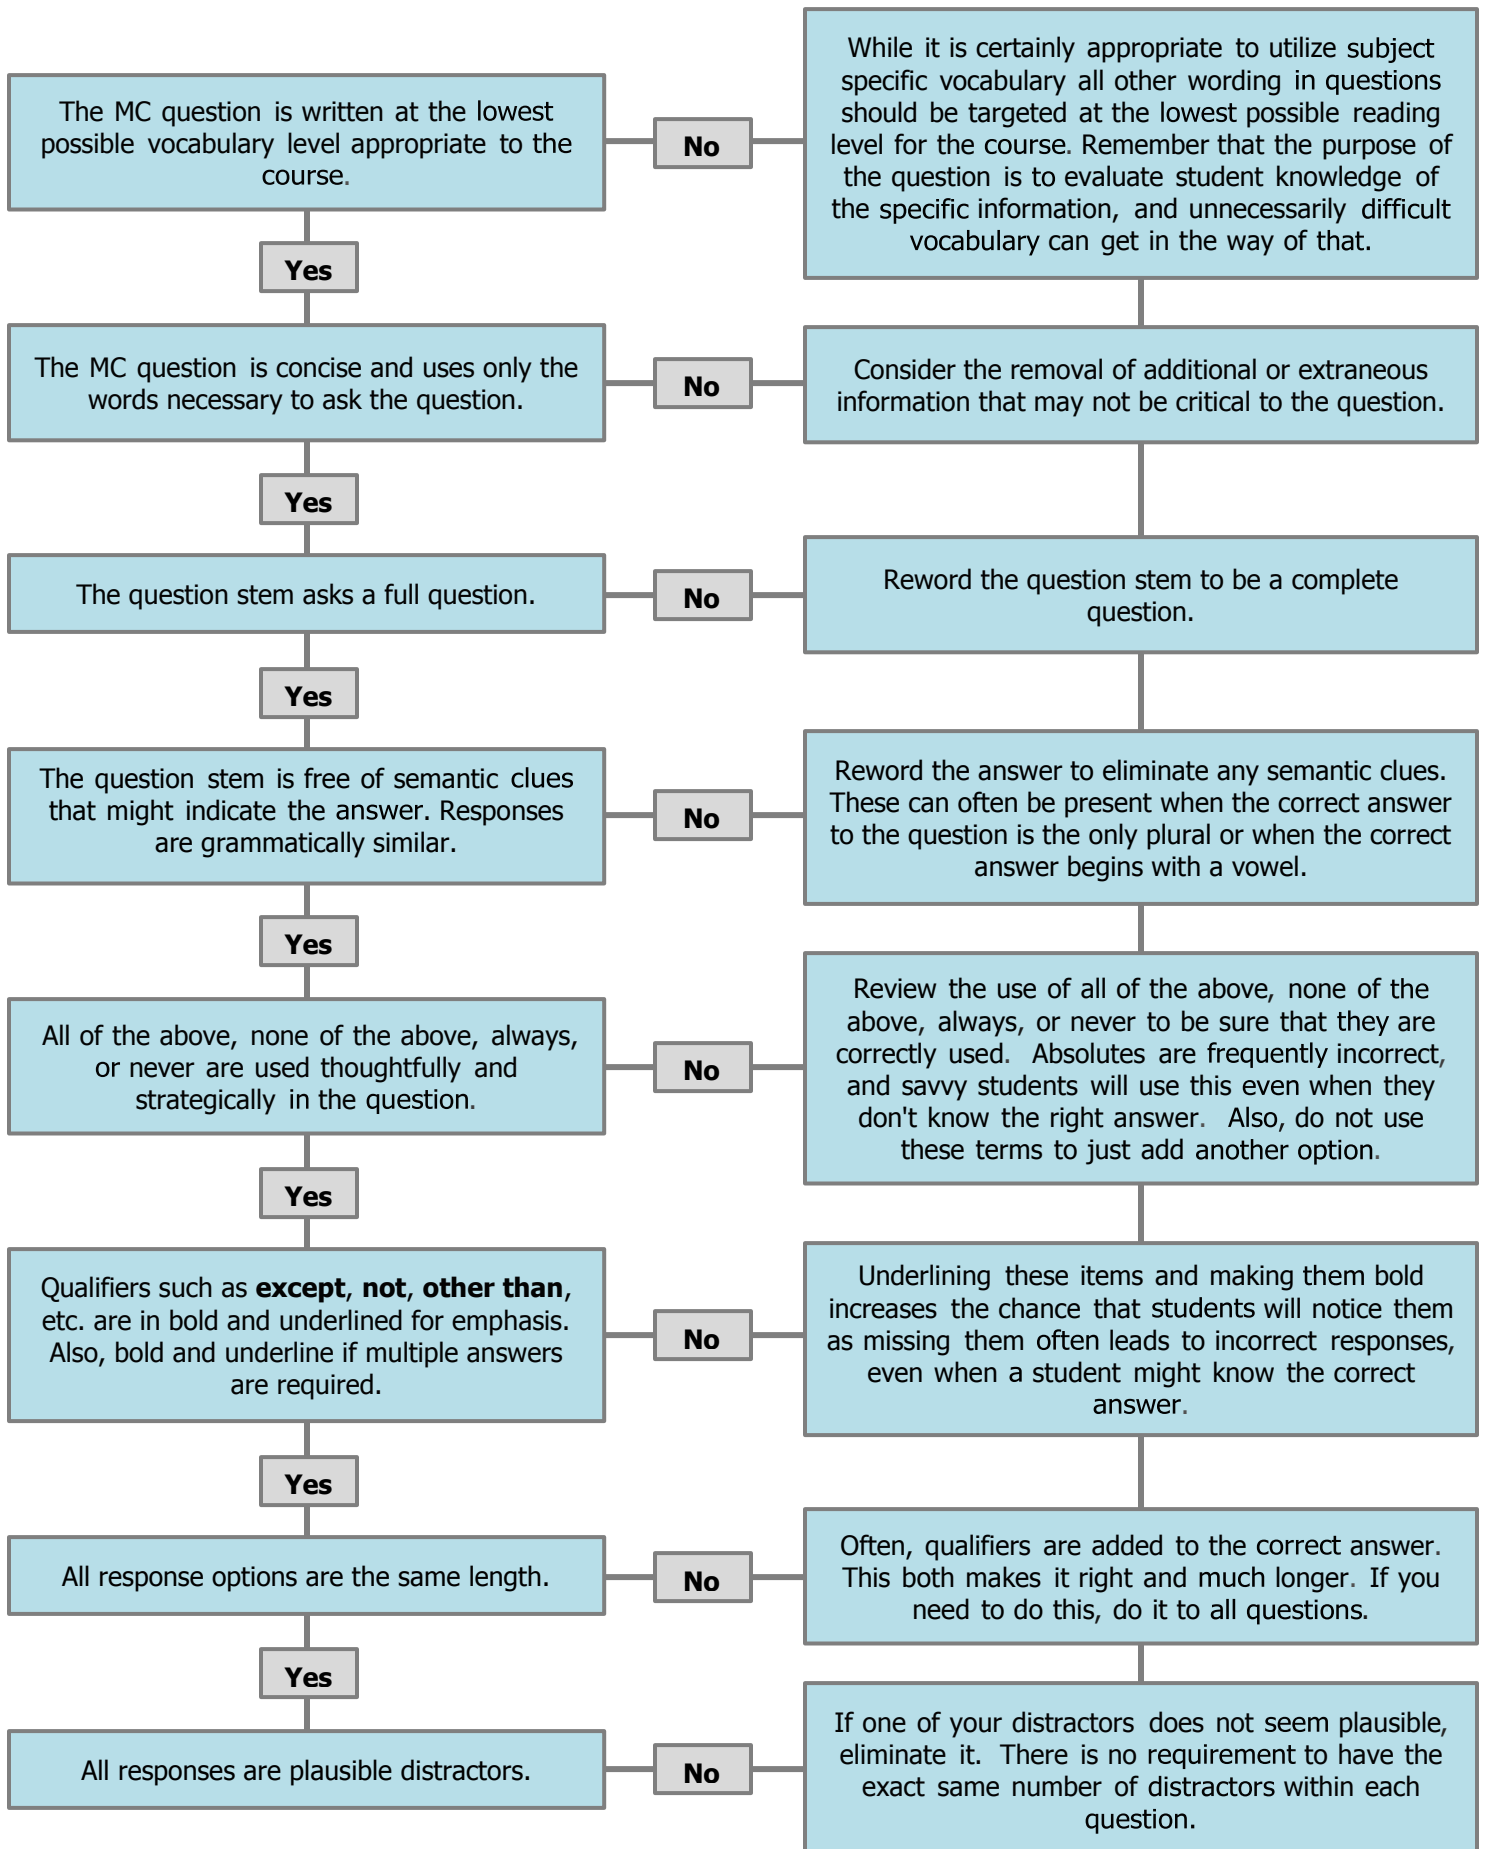 The MC question is written at the lowest
possible vocabulary level appropriate to the
course.
No
While it is certainly appropriate to utilize subject
specific vocabulary all other wording in questions
should be targeted at the lowest possible reading
level for the course. Remember that the purpose of
the question is to evaluate student knowledge of
the specific information, and unnecessarily difficult
vocabulary can get in the way of that.
Yes
The MC question is concise and uses only the
words necessary to ask the question.
No
Consider the removal of additional or extraneous
information that may not be critical to the question.
Yes
The question stem asks a full question.
No
Reword the question stem to be a complete
question.
Yes
The question stem is free of semantic clues
that might indicate the answer. Responses
are grammatically similar.
No
Reword the answer to eliminate any semantic clues.
These can often be present when the correct answer
to the question is the only plural or when the correct
answer begins with a vowel.
Yes
All of the above, none of the above, always,
or never are used thoughtfully and
strategically in the question.
No
Review the use of all of the above, none of the
above, always, or never to be sure that they are
correctly used. Absolutes are frequently incorrect,
and savvy students will use this even when they
don't know the right answer. Also, do not use
these terms to just add another option.
Yes
Qualifiers such as except, not, other than,
etc. are in bold and underlined for emphasis.
Also, bold and underline if multiple answers
are required.
No
Underlining these items and making them bold
increases the chance that students will notice them
as missing them often leads to incorrect responses,
even when a student might know the correct
answer.
Yes
All response options are the same length.
No
Often, qualifiers are added to the correct answer.
This both makes it right and much longer. If you
need to do this, do it to all questions.
Yes
All responses are plausible distractors.
No
If one of your distractors does not seem plausible,
eliminate it. There is no requirement to have the
exact same number of distractors within each
question.